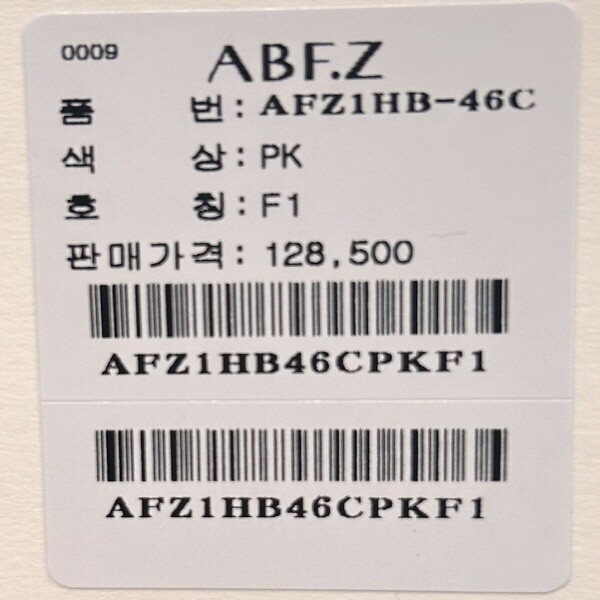 0009
ABF.Z
품 번: AFZ1HB-46C
색 상: PK
호 칭: F1
판매가격: 128,500
AFZ1HB46CPKF1
AFZ1HB46CPKF1